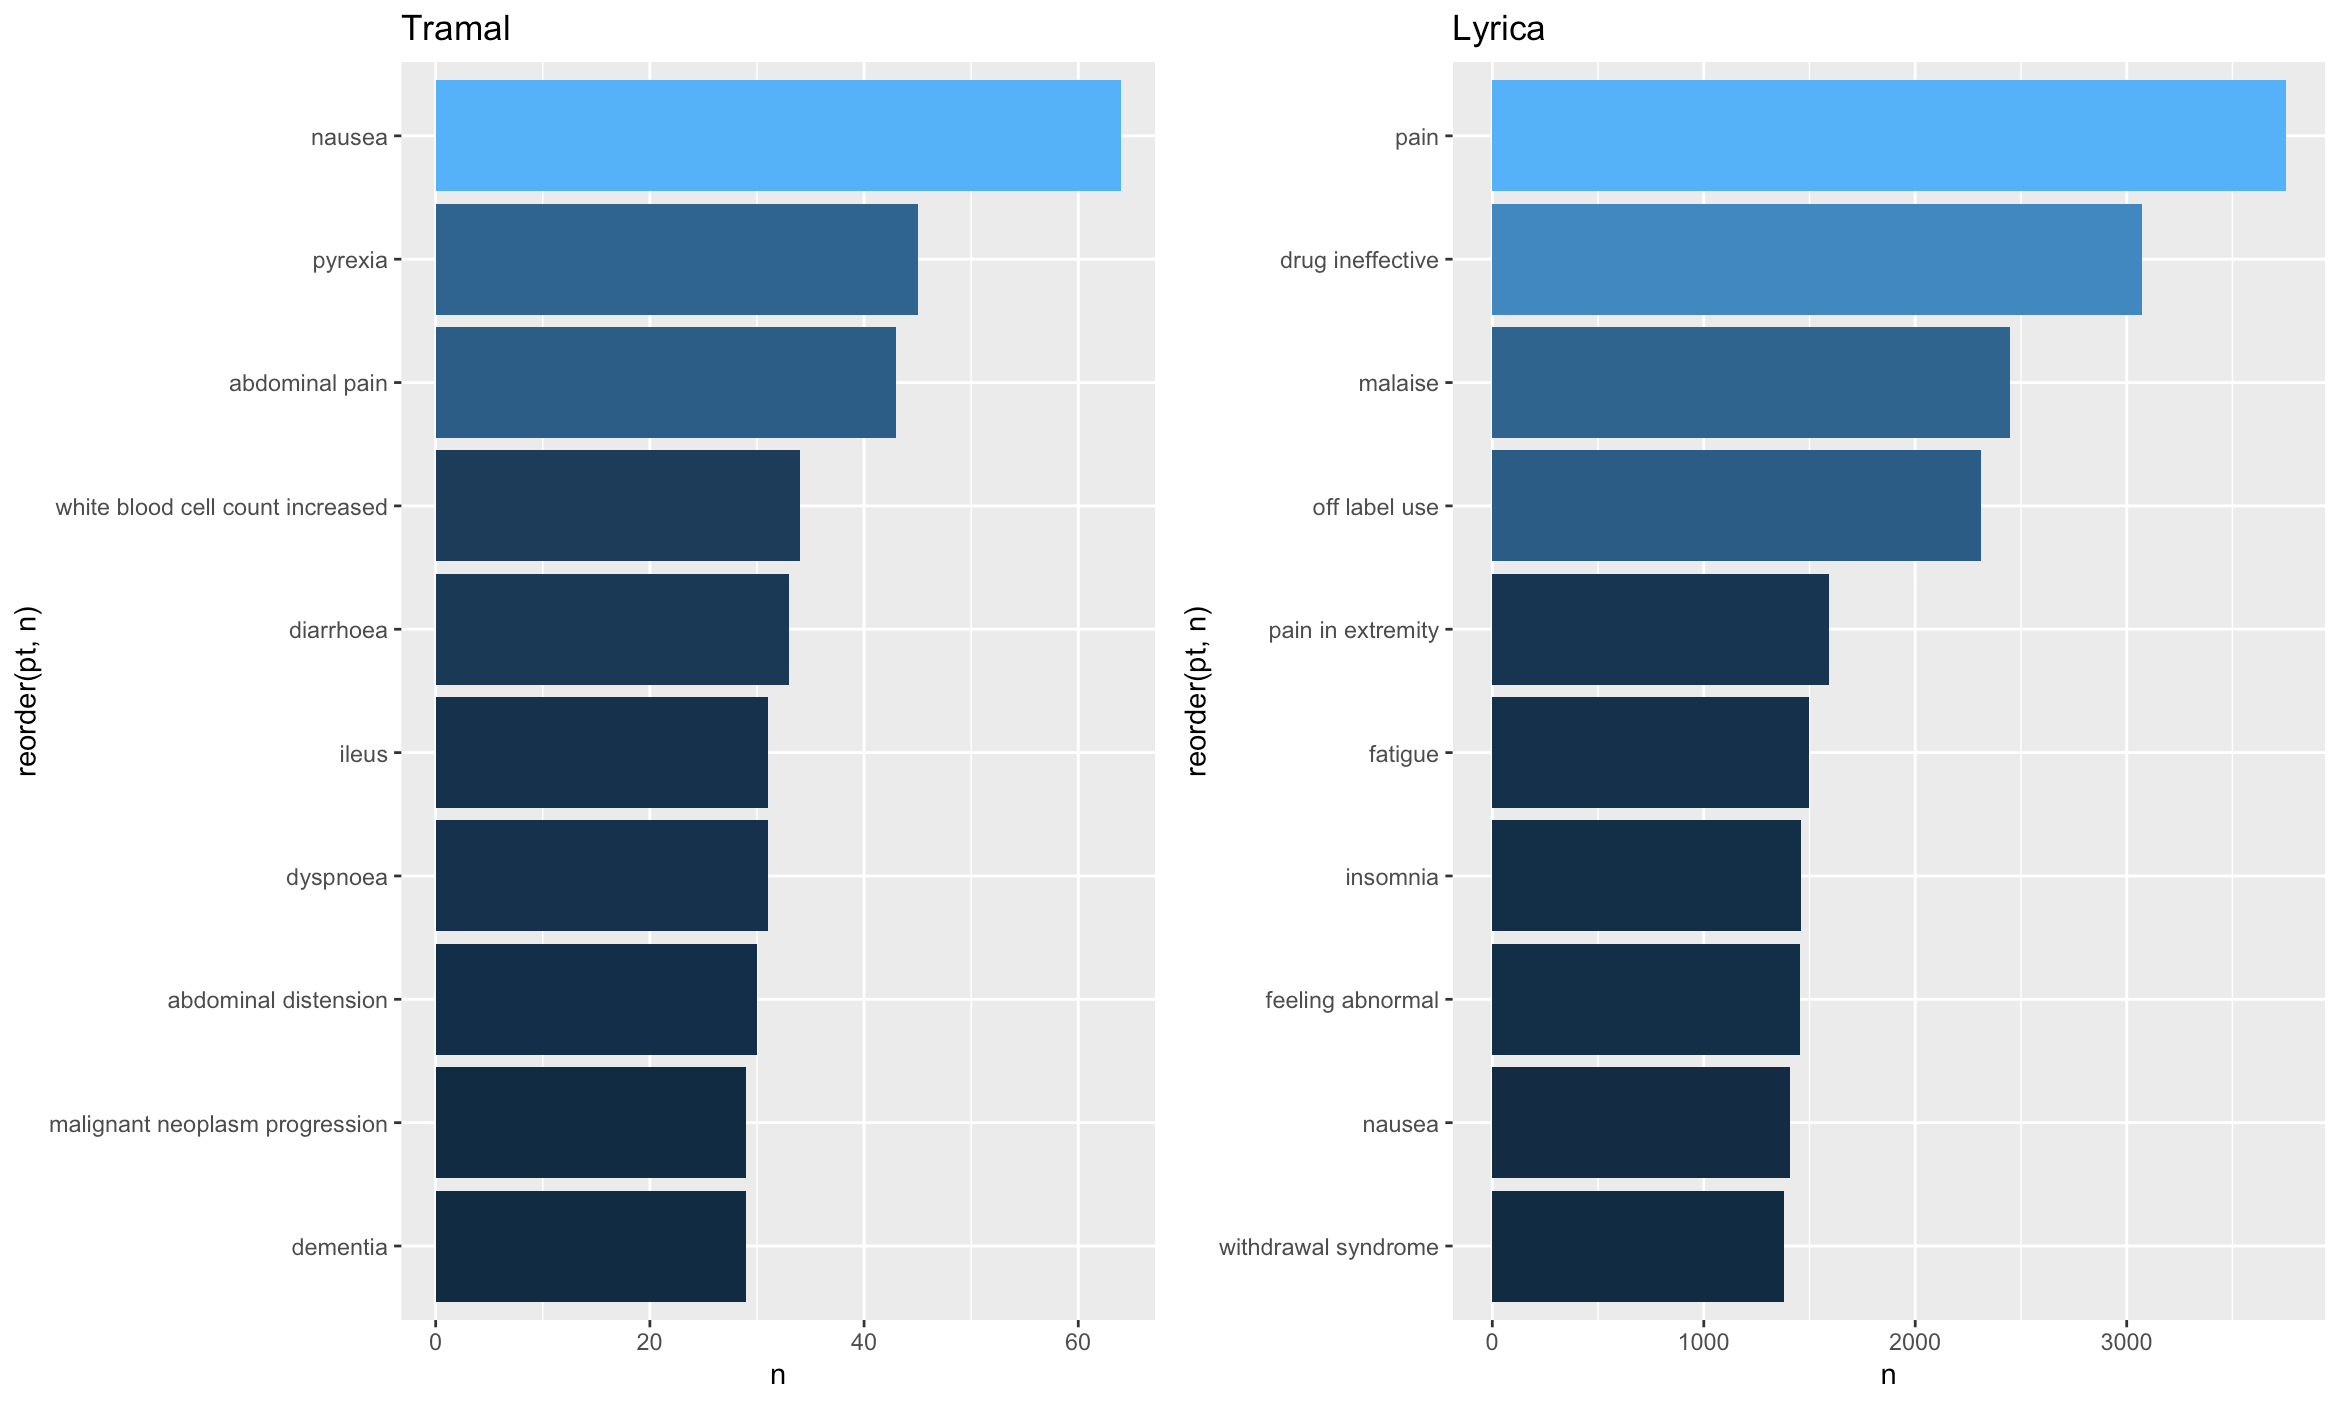 Tramal
reorder(pt, n)
nausea
pyrexia
abdominal pain
white blood cell count increased
diarrhoea
ileus
dyspnoea
abdominal distension
malignant neoplasm progression
dementia
0 20 40 60
n
Lyrica
reorder(pt, n)
pain
drug ineffective
malaise
off label use
pain in extremity
fatigue
insomnia
feeling abnormal
nausea
withdrawal syndrome
0 1000 2000 3000
n